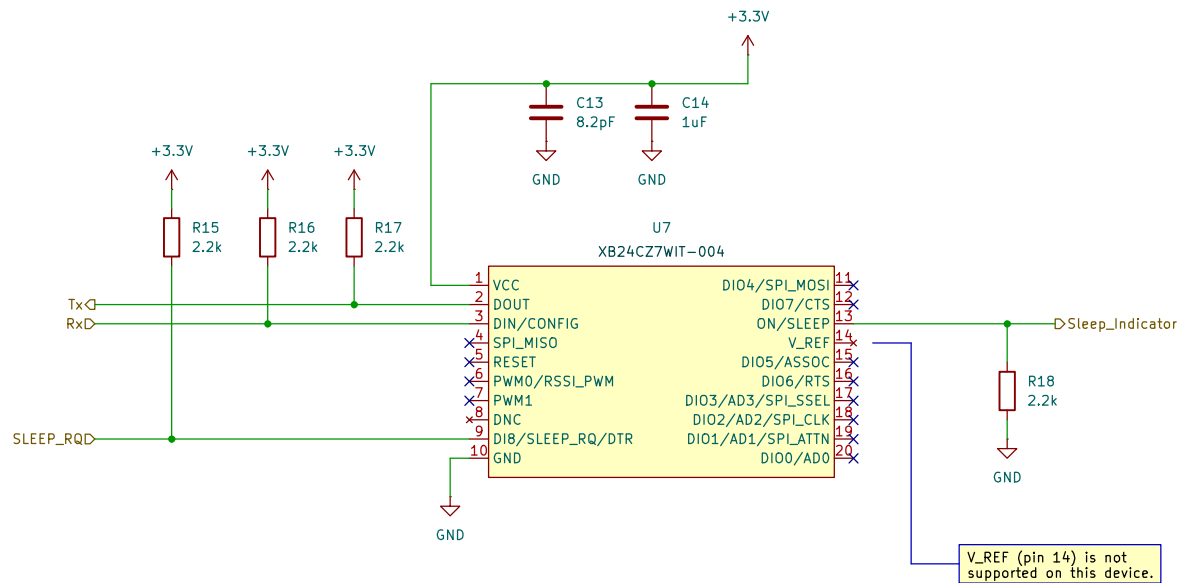 +3.3V
C13
8.2pF
C14
1uF
GND
GND
+3.3V
+3.3V
+3.3V
R15
2.2k
R16
2.2k
R17
2.2k
U7
XB24CZ7WIT-004
Tx
Rx
SLEEP_RQ
1 VCC
2 DOUT
3 DIN/CONFIG
4 SPI_MISO
5 RESET
6 PWM0/RSSI_PWM
7 PWM1
8 DNC
9 DI8/SLEEP_RQ/DTR
10 GND
DIO4/SPI_MOSI 11
DIO7/CTS 12
ON/SLEEP 13
V_REF 14
DIO5/ASSOC 15
DIO6/RTS 16
DIO3/AD3/SPI_SSEL 17
DIO2/AD2/SPI_CLK 18
DIO1/AD1/SPI_ATTN 19
DIO0/AD0 20
Sleep_Indicator
R18
2.2k
GND
GND
V_REF (pin 14) is not
supported on this device.